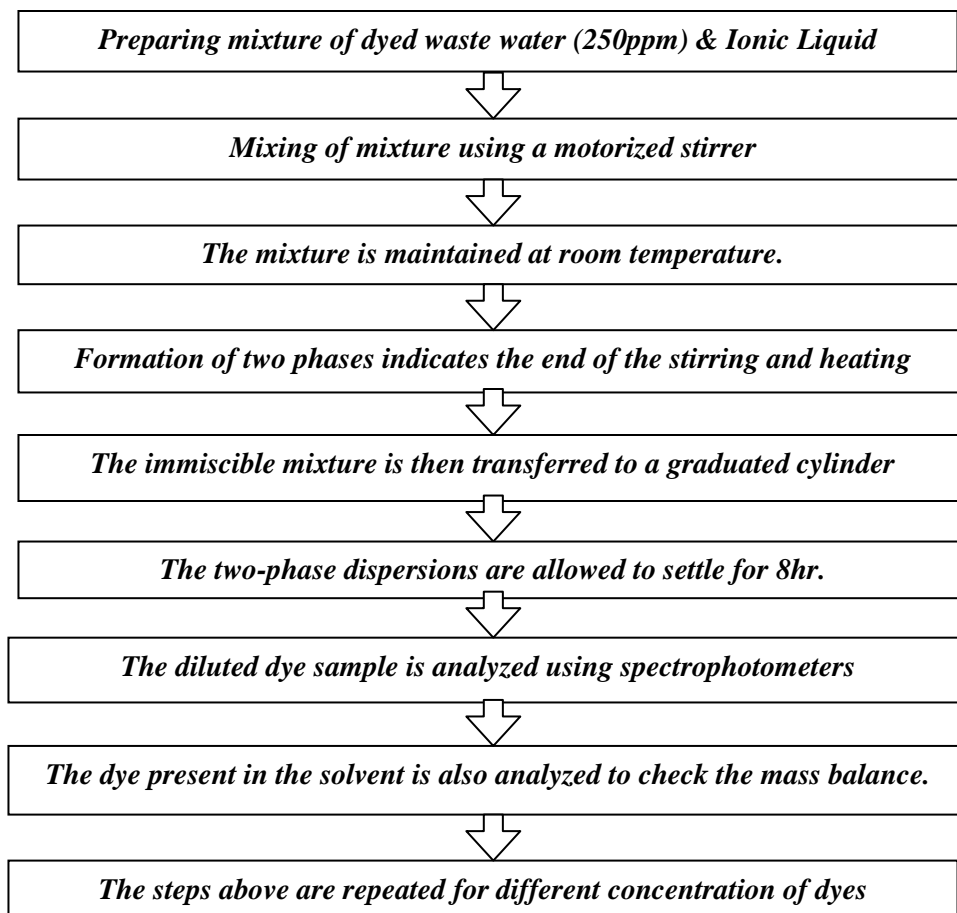 Preparing mixture of dyed waste water (250ppm) & Ionic Liquid
Mixing of mixture using a motorized stirrer
The mixture is maintained at room temperature.
Formation of two phases indicates the end of the stirring and heating
The immiscible mixture is then transferred to a graduated cylinder
The two-phase dispersions are allowed to settle for 8hr.
The diluted dye sample is analyzed using spectrophotometers
The dye present in the solvent is also analyzed to check the mass balance.
The steps above are repeated for different concentration of dyes